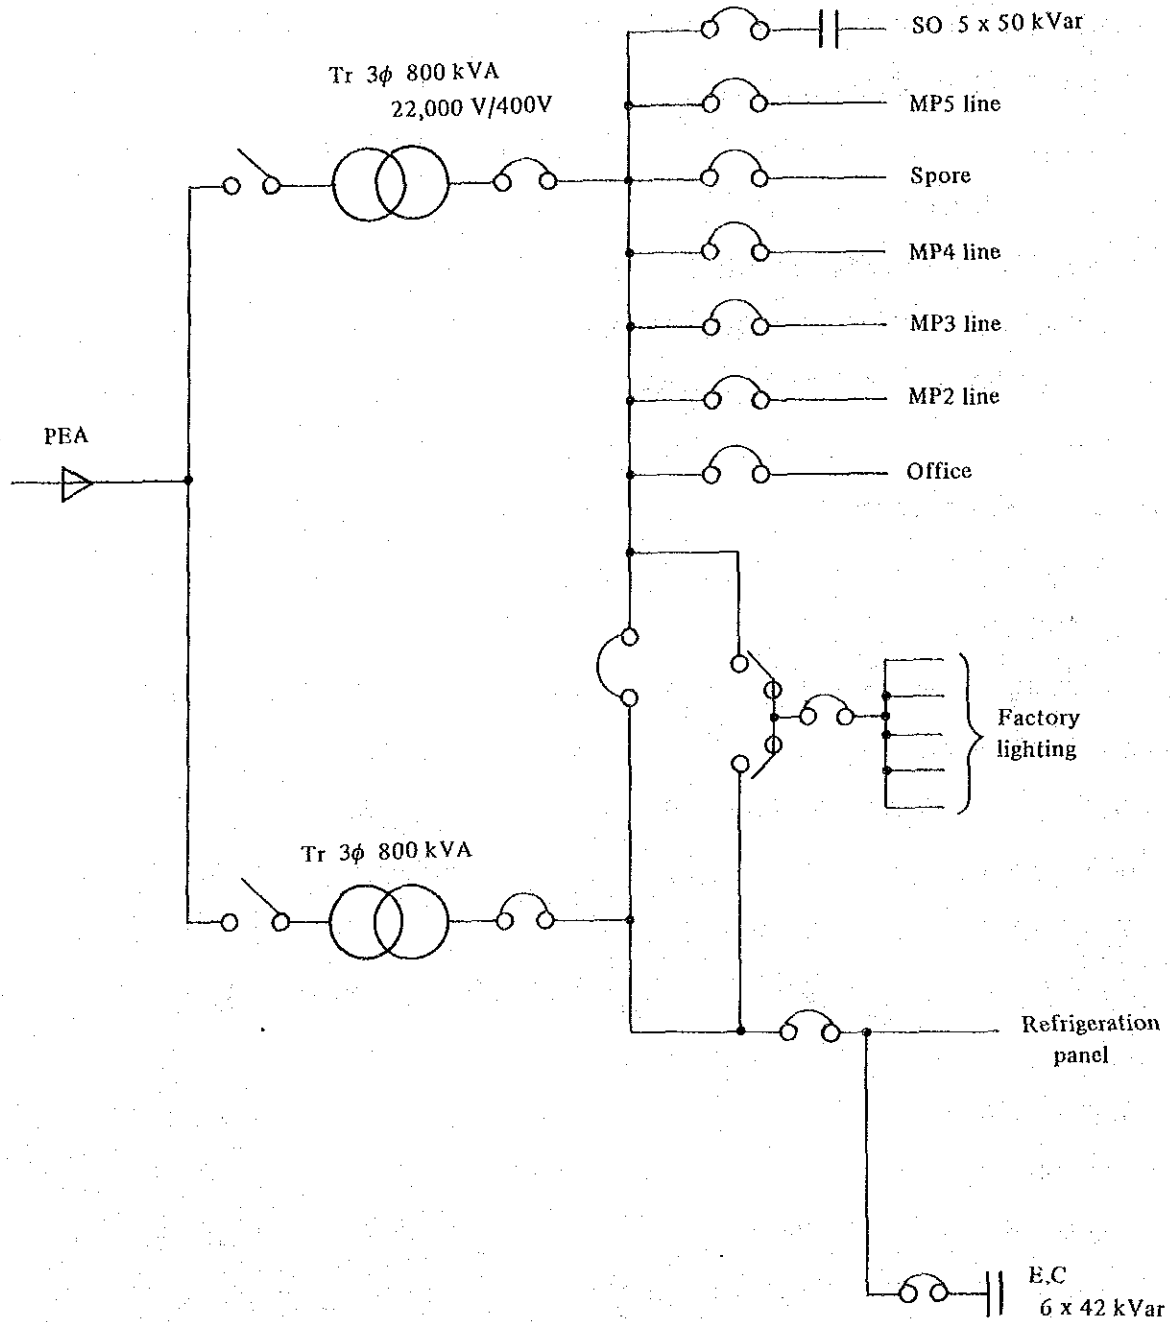 SO 5 x 50 kVar
Tr 3ϕ 800 kVA
22,000 V/400V
MP5 line
Spore
MP4 line
MP3 line
MP2 line
PEA
Office
Factory
lighting
Tr 3ϕ 800 kVA
Refrigeration
panel
E,C
6 x 42 kVar